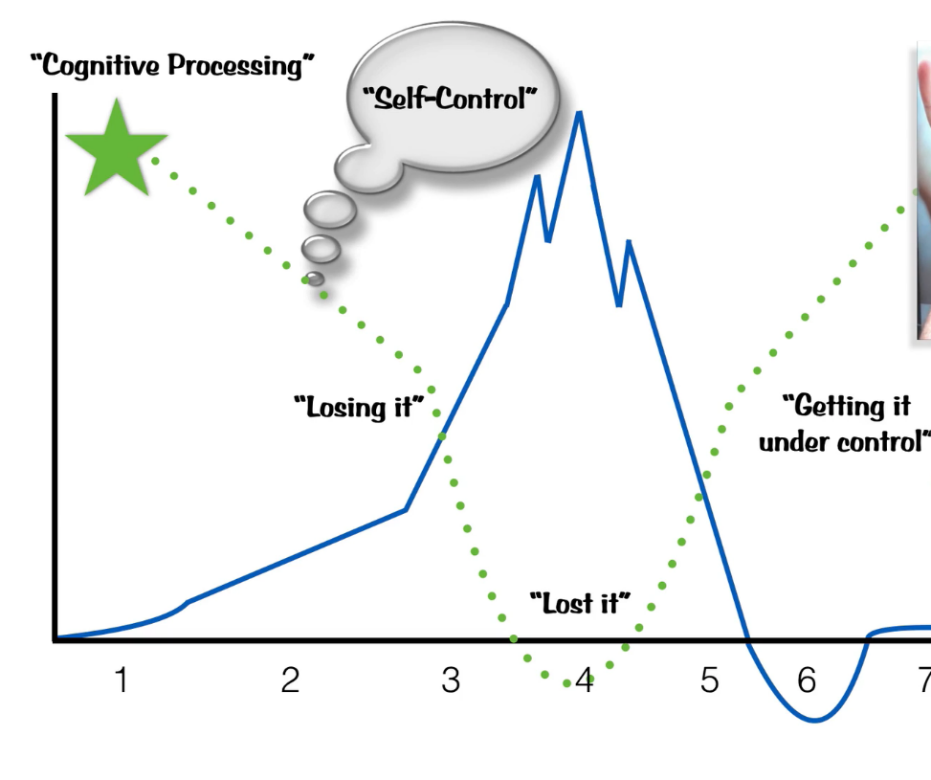 “Cognitive Processing”
“Self-Control”
“Losing it”
“Getting it
under control”
“Lost it”
1 2 3 4 5 6 7